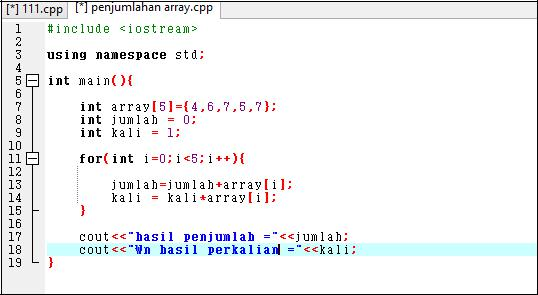 [*] 111.cpp [*] penjumlahan array.cpp
1 #include <iostream>
2
3 using namespace std;
4
5 int main(){
6
7 int array[5]={4,6,7,5,7};
8 int jumlah = 0;
9 int kali = 1;
10
11 for(int i=0;i<5;i++){
12
13 jumlah=jumlah+array[i];
14 kali = kali*array[i];
15 }
16
17 cout<<"hasil penjumlah ="<<jumlah;
18 cout<<"₩n hasil perkalian ="<<kali;
19 }